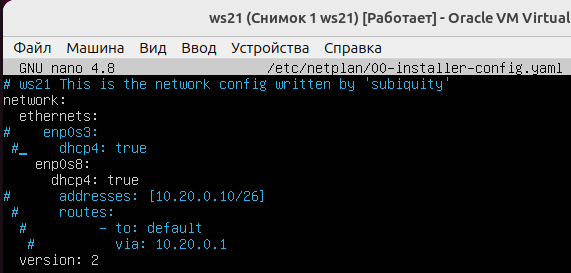 ws21 (Снимок 1 ws21) [Работает] - Oracle VM Virtual
Файл Машина Вид Ввод Устройства Справка
GNU nano 4.8 /etc/netplan/00-installer-config.yaml
# ws21 This is the network config written by 'subiquity'
network:
  ethernets:
#    enp0s3:
 #_    dhcp4: true
    enp0s8:
      dhcp4: true
#      addresses: [10.20.0.10/26]
 #     routes:
  #         - to: default
   #          via: 10.20.0.1
  version: 2